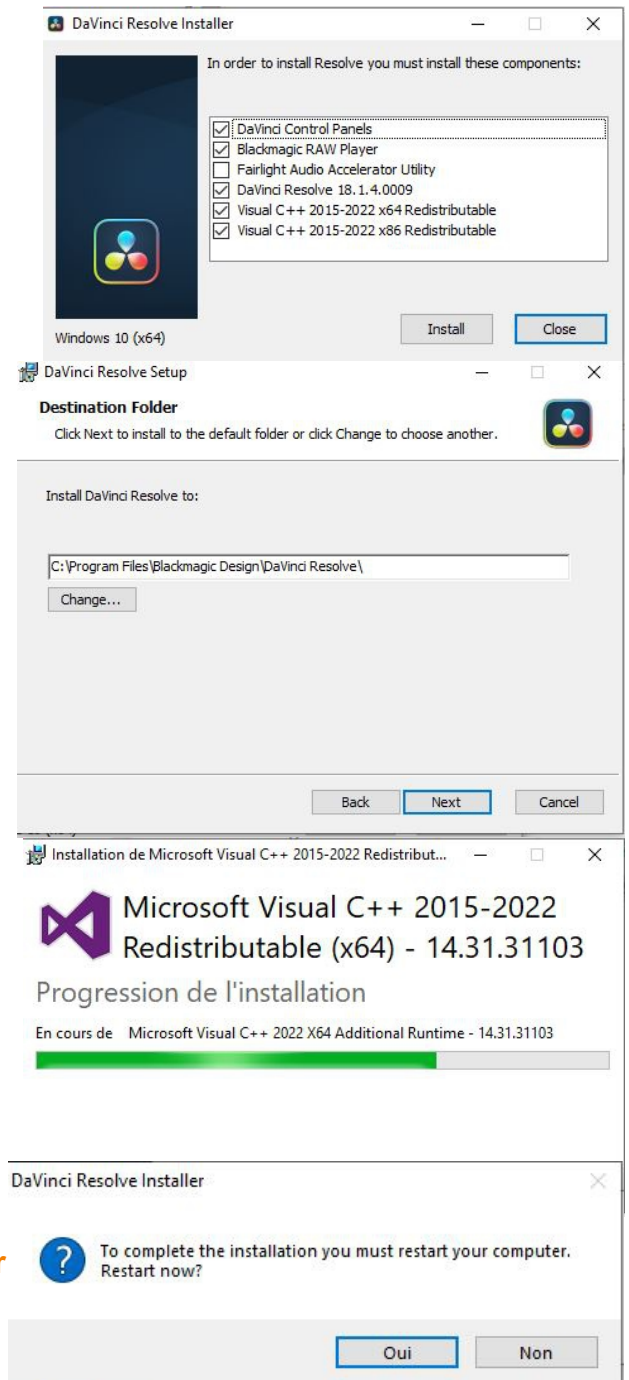 DaVinci Resolve Installer
In order to install Resolve you must install these components:
DaVinci Control Panels
Blackmagic RAW Player
Fairlight Audio Accelerator Utility
DaVinci Resolve 18.1.4.0009
Visual C++ 2015-2022 x64 Redistributable
Visual C++ 2015-2022 x86 Redistributable
Windows 10 (x64)
Install
Close
DaVinci Resolve Setup
Destination Folder
Click Next to install to the default folder or click Change to choose another.
Install DaVinci Resolve to:
C:\Program Files\Blackmagic Design\DaVinci Resolve\
Change...
Back
Next
Cancel
Installation de Microsoft Visual C++ 2015-2022 Redistribut...
Microsoft Visual C++ 2015-2022
Redistributable (x64) - 14.31.31103
Progression de l'installation
En cours de Microsoft Visual C++ 2022 X64 Additional Runtime - 14.31.31103
DaVinci Resolve Installer
To complete the installation you must restart your computer.
Restart now?
Oui
Non